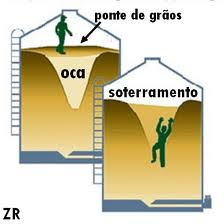 ponte de grãos
oca
soterramento
ZR